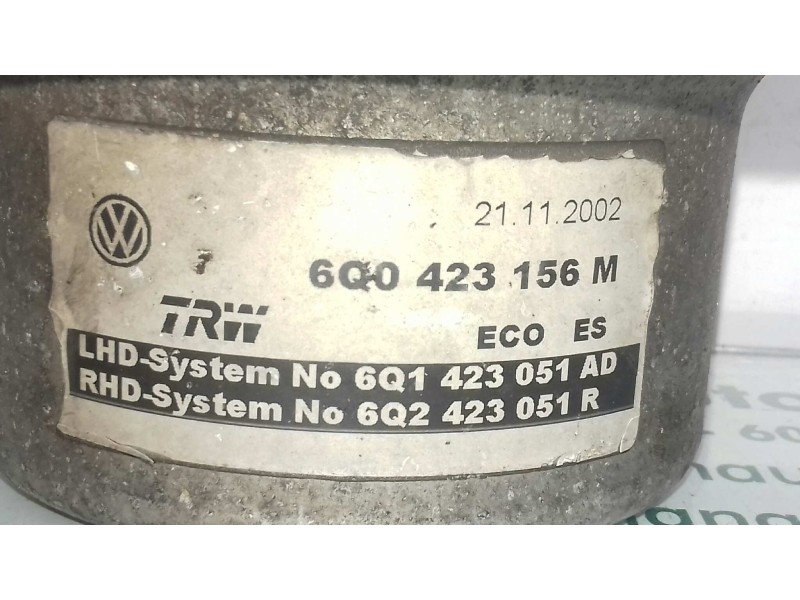 21.11.2002
6Q0 423 156 M
TRW
ECO ES
LHD-System No 6Q1 423 051 AD
RHD-System No 6Q2 423 051 R